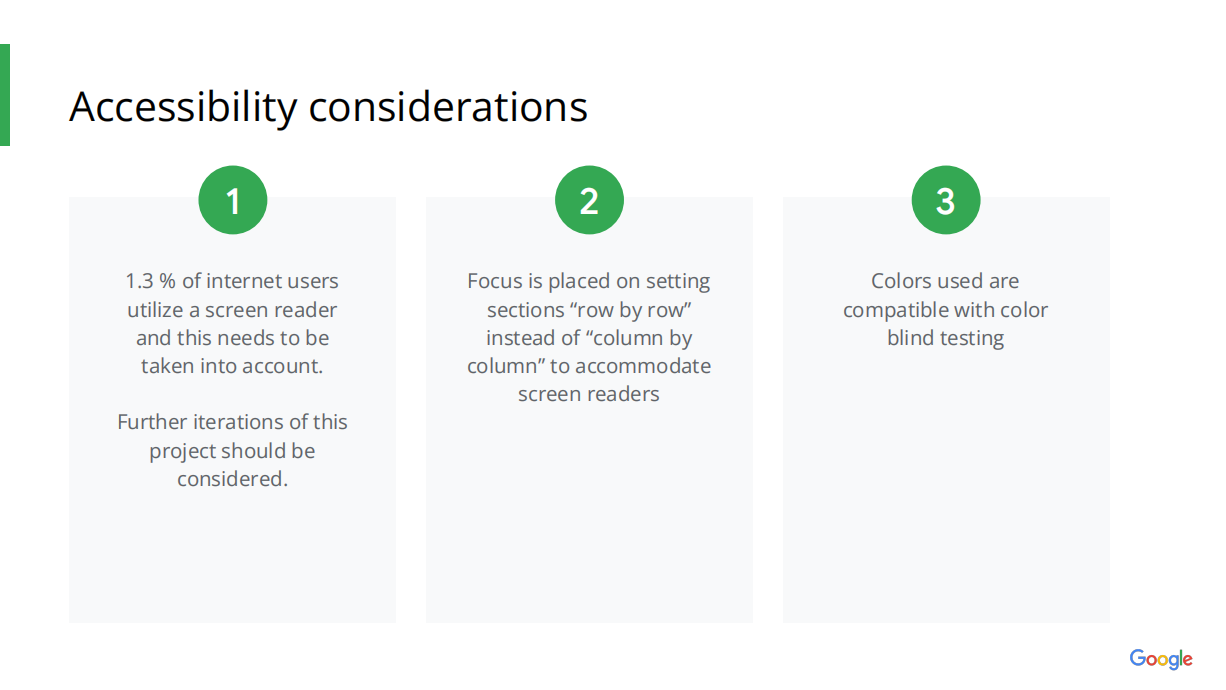 Accessibility considerations
1
1.3 % of internet users
utilize a screen reader
and this needs to be
taken into account.
Further iterations of this
project should be
considered.
2
Focus is placed on setting
sections “row by row”
instead of “column by
column” to accommodate
screen readers
3
Colors used are
compatible with color
blind testing
Google